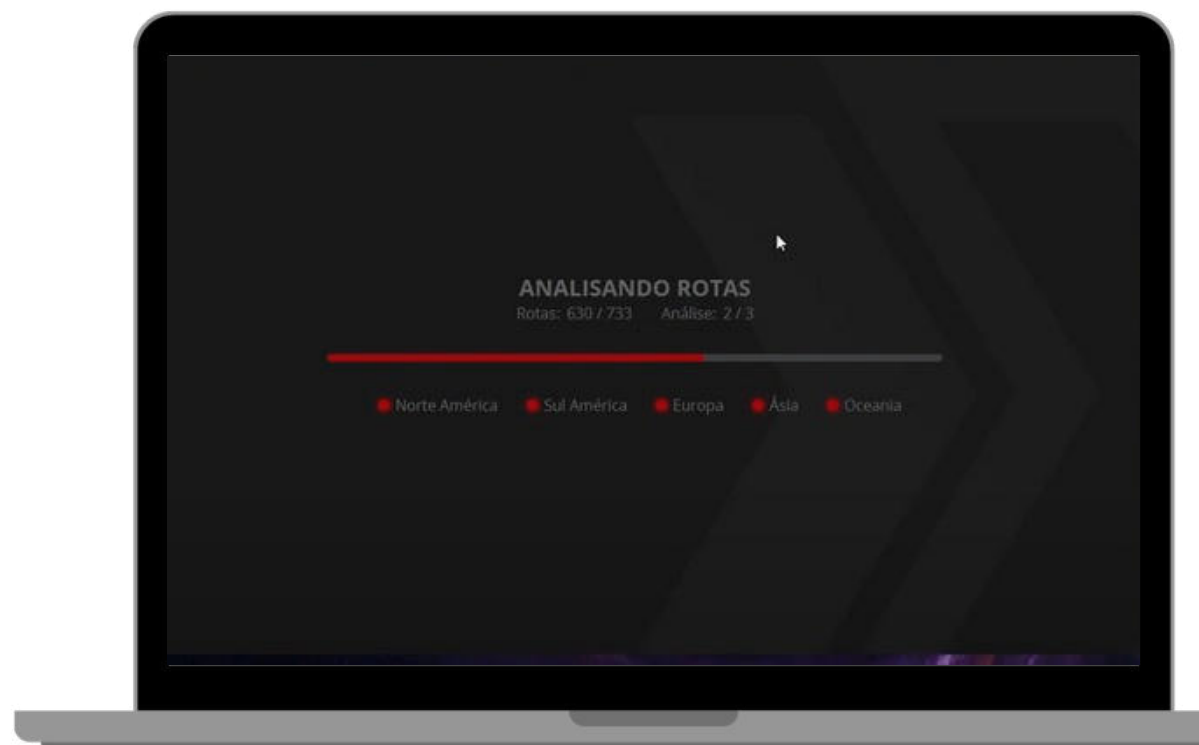 ANALISANDO ROTAS
Rotas: 630 / 733 Análise: 2 / 3
Norte América Sul América Europa Ásia Oceania